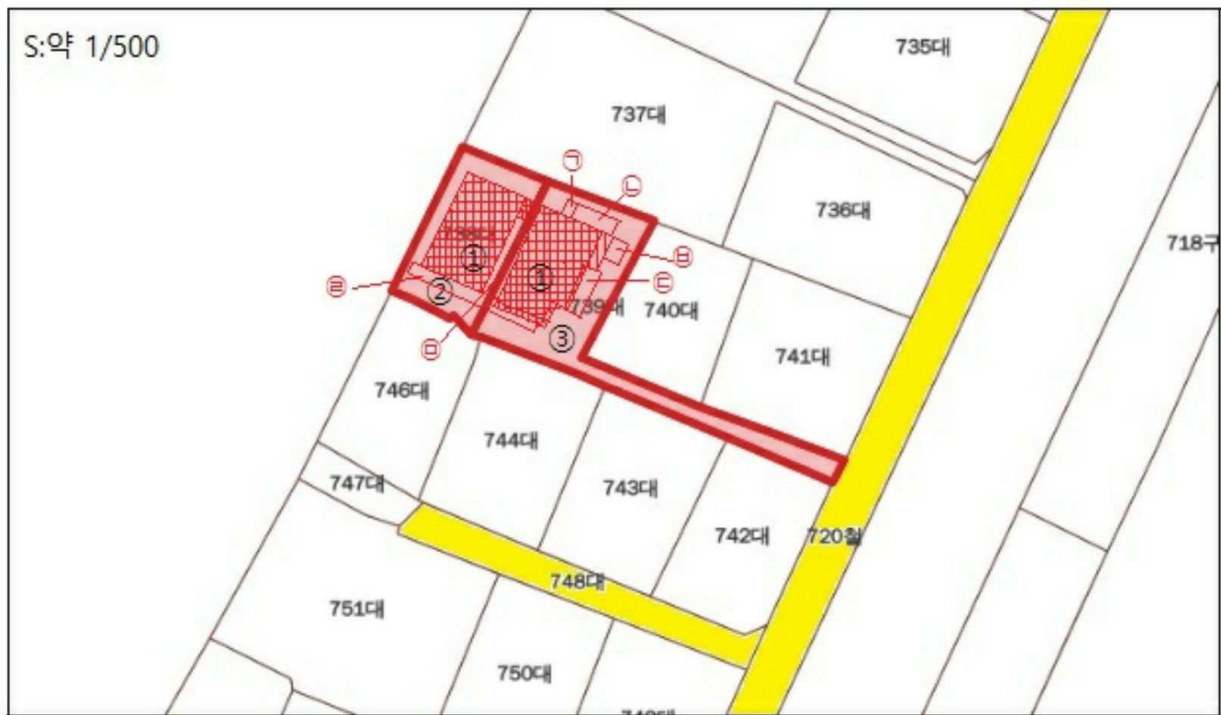 S:약 1/500
735대
737대
㉠
㉡
736대
718구
①
㉥
①
㉢
㉣
②
739대
740대
③
㉤
741대
746대
744대
747대
743대
742대
720철
748대
751대
750대